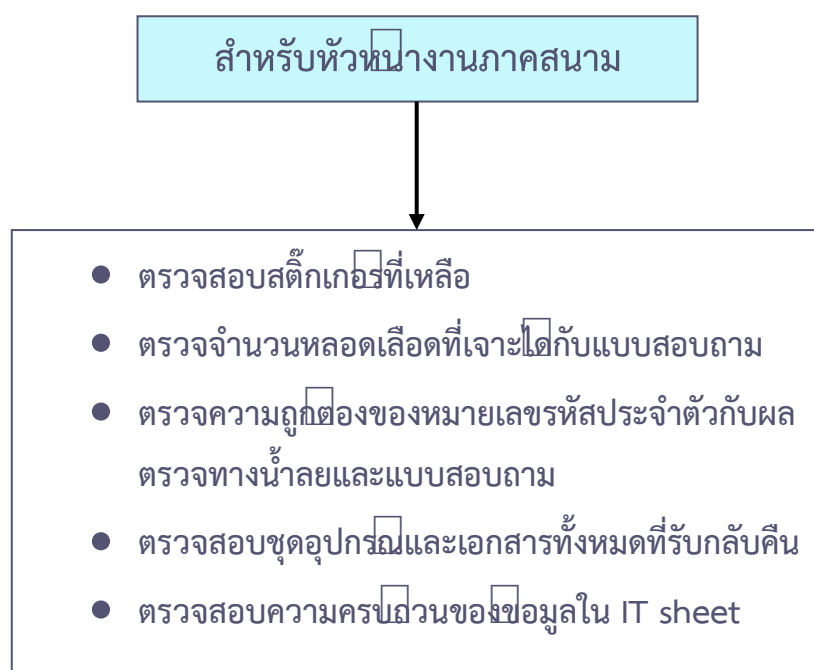 สำหรับหัวห□นางานภาคสนาม
● ตรวจสอบสติ๊กเกอ□รที่เหลือ
● ตรวจจำนวนหลอดเลือดที่เจาะไ□ดกับแบบสอบถาม
● ตรวจความถูก□ตองของหมายเลขรหัสประจำตัวกับผล
ตรวจทางน้ำลยและแบบสอบถาม
● ตรวจสอบชุดอุปกร□ณและเอกสารทั้งหมดที่รับกลับคืน
● ตรวจสอบความครบ□ถวนของ□ขอมูลใน IT sheet